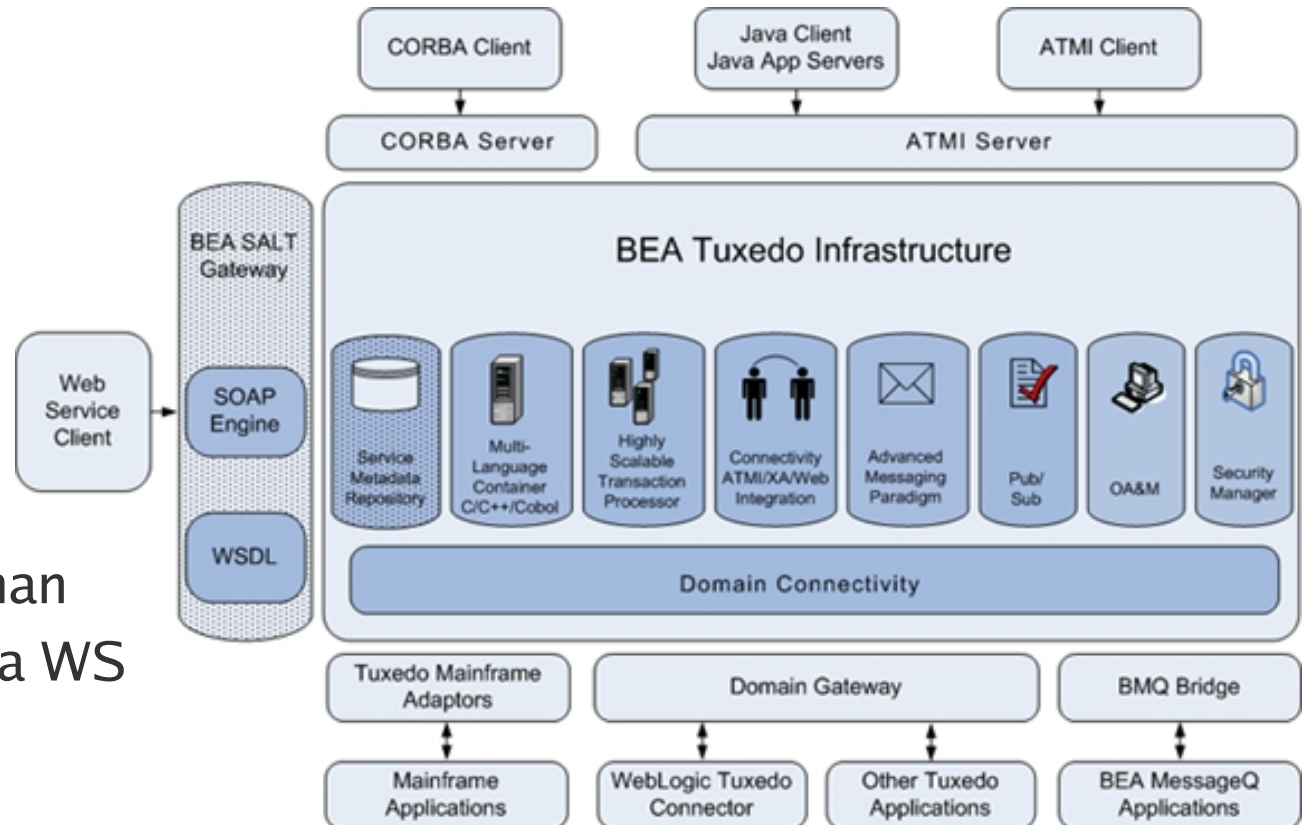 CORBA Client
Java Client
Java App Servers
ATMI Client
CORBA Server
ATMI Server
BEA SALT
Gateway
BEA Tuxedo Infrastructure
Web
Service
Client
SOAP
Engine
WSDL
Service
Metadata
Repository
Multi-
Language
Container
C/C++/Cobol
Highly
Scalable
Transaction
Processor
Connectivity
ATMI/XA/Web
Integration
Advanced
Messaging
Paradigm
Pub/
Sub
OA&M
Security
Manager
Domain Connectivity
a WS
Tuxedo Mainframe
Adaptors
Domain Gateway
BMQ Bridge
Mainframe
Applications
WebLogic Tuxedo
Connector
Other Tuxedo
Applications
BEA MessageQ
Applications